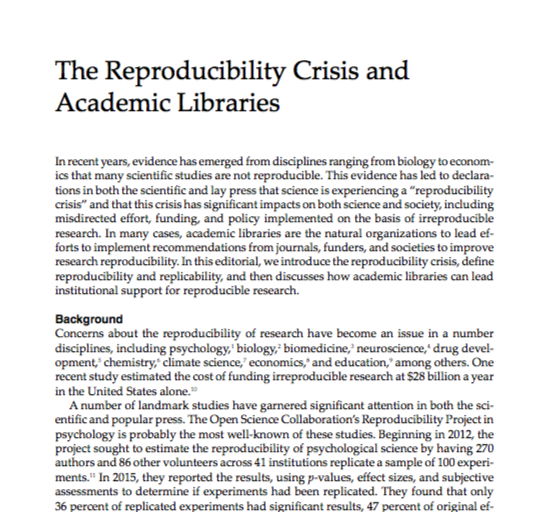 The Reproducibility Crisis and
Academic Libraries
In recent years, evidence has emerged from disciplines ranging from biology to econom-
ics that many scientific studies are not reproducible. This evidence has led to declara-
tions in both the scientific and lay press that science is experiencing a “reproducibility
crisis” and that this crisis has significant impacts on both science and society, including
misdirected effort, funding, and policy implemented on the basis of irreproducible
research. In many cases, academic libraries are the natural organizations to lead ef-
forts to implement recommendations from journals, funders, and societies to improve
research reproducibility. In this editorial, we introduce the reproducibility crisis, define
reproducibility and replicability, and then discusses how academic libraries can lead
institutional support for reproducible research.
Background
Concerns about the reproducibility of research have become an issue in a number
disciplines, including psychology,¹ biology,² biomedicine,³ neuroscience,⁴ drug devel-
opment,⁵ chemistry,⁶ climate science,⁷ economics,⁸ and education,⁹ among others. One
recent study estimated the cost of funding irreproducible research at $28 billion a year
in the United States alone.¹⁰
A number of landmark studies have garnered significant attention in both the sci-
entific and popular press. The Open Science Collaboration’s Reproducibility Project in
psychology is probably the most well-known of these studies. Beginning in 2012, the
project sought to estimate the reproducibility of psychological science by having 270
authors and 86 other volunteers across 41 institutions replicate a sample of 100 experi-
ments.¹¹ In 2015, they reported the results, using p-values, effect sizes, and subjective
assessments to determine if experiments had been replicated. They found that only
36 percent of replicated experiments had significant results, 47 percent of original ef-